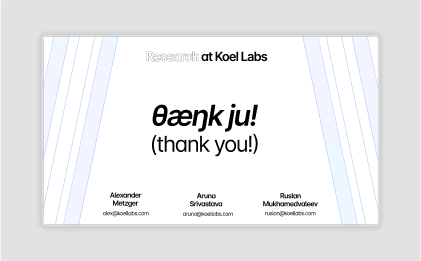 Research at Koel Labs
θæŋk ju!
(thank you!)
Alexander
Metzger
alex@koellabs.com
Aruna
Srivastava
aruna@koellabs.com
Ruslan
Mukhamedvaleev
ruslan@koellabs.com